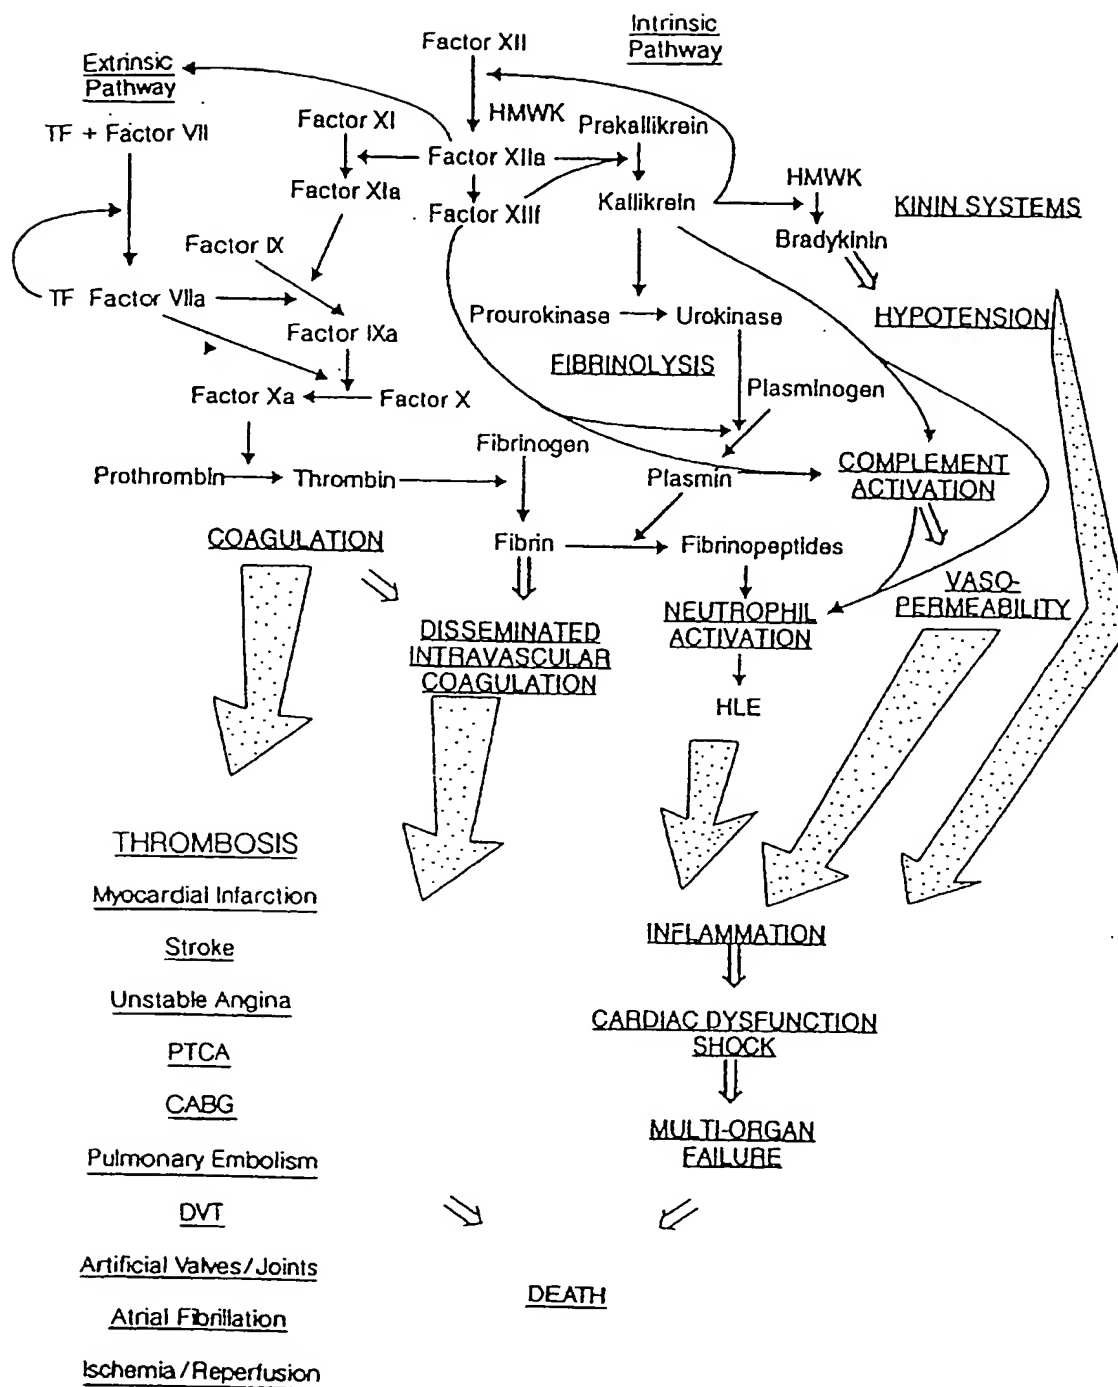 Intrinsic
Pathway
Factor XII
Extrinsic
Pathway
HMWK
TF + Factor VII
Factor XI
Prekallikrein
Factor XIIa
HMWK
Factor XIa
Factor XIIf
Kallikrein
KININ SYSTEMS
Bradykinin
Factor IX
TF Factor VIIa
Factor IXa
Prourokinase
Urokinase
HYPOTENSION
FIBRINOLYSIS
Plasminogen
Factor Xa
Factor X
Fibrinogen
Prothrombin
Thrombin
Plasmin
COMPLEMENT
ACTIVATION
COAGULATION
Fibrin
Fibrinopeptides
VASO-
PERMEABILITY
NEUTROPHIL
ACTIVATION
DISSEMINATED
INTRAVASCULAR
COAGULATION
HLE
THROMBOSIS
Myocardial Infarction
Stroke
Unstable Angina
PTCA
CABG
Pulmonary Embolism
DVT
Artificial Valves/Joints
Atrial Fibrillation
Ischemia/Reperfusion
INFLAMMATION
CARDIAC DYSFUNCTION
SHOCK
MULTI-ORGAN
FAILURE
DEATH